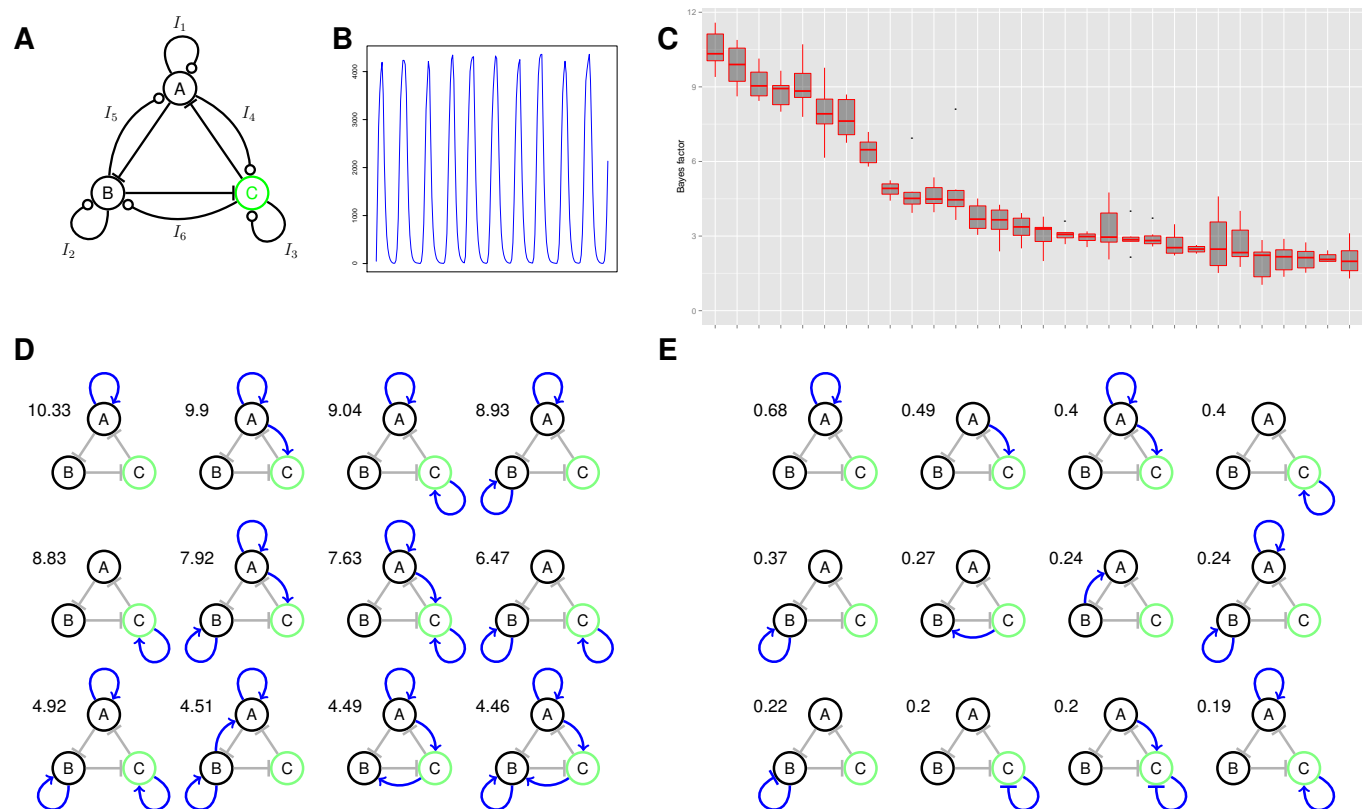 A
I1
A
I5
I4
B
C
I2
I6
I3
B
4000
3000
2000
1000
0
C
12
9
6
3
0
Bayes factor
D
10.33
A
B
C
9.9
A
B
C
9.04
A
B
C
8.93
A
B
C
8.83
A
B
C
7.92
A
B
C
7.63
A
B
C
6.47
A
B
C
4.92
A
B
C
4.51
A
B
C
4.49
A
B
C
4.46
A
B
C
E
0.68
A
B
C
0.49
A
B
C
0.4
A
B
C
0.4
A
B
C
0.37
A
B
C
0.27
A
B
C
0.24
A
B
C
0.24
A
B
C
0.22
A
B
C
0.2
A
B
C
0.2
A
B
C
0.19
A
B
C